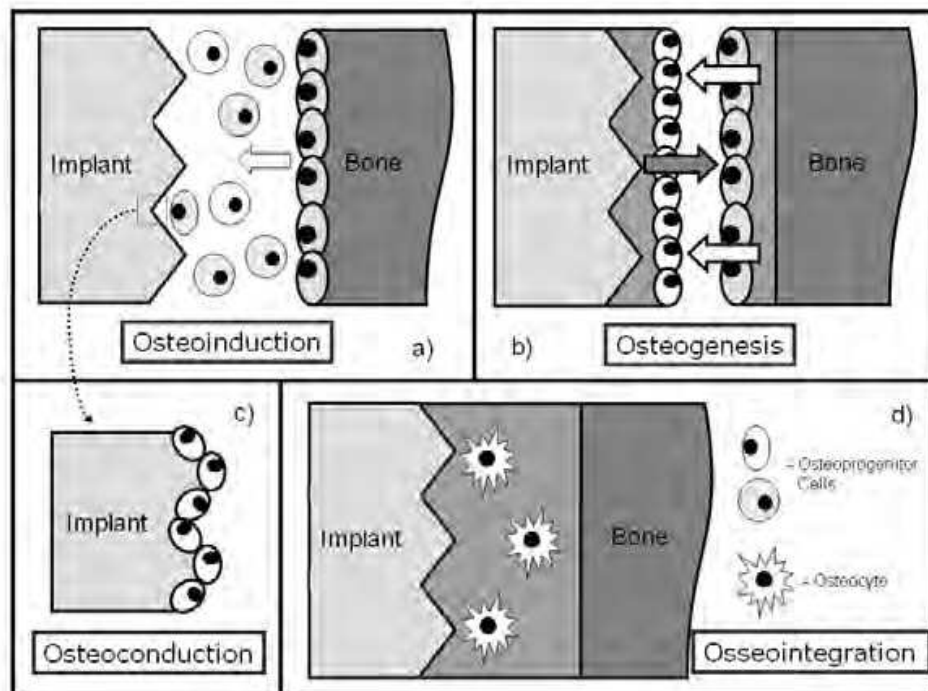 Implant
Bone
Osteoinduction
a)
Implant
Bone
b)
Osteogenesis
c)
Implant
Osteoconduction
d)
Implant
Bone
- Osteoprogenitor
Cells
- Osteocyte
Osseointegration